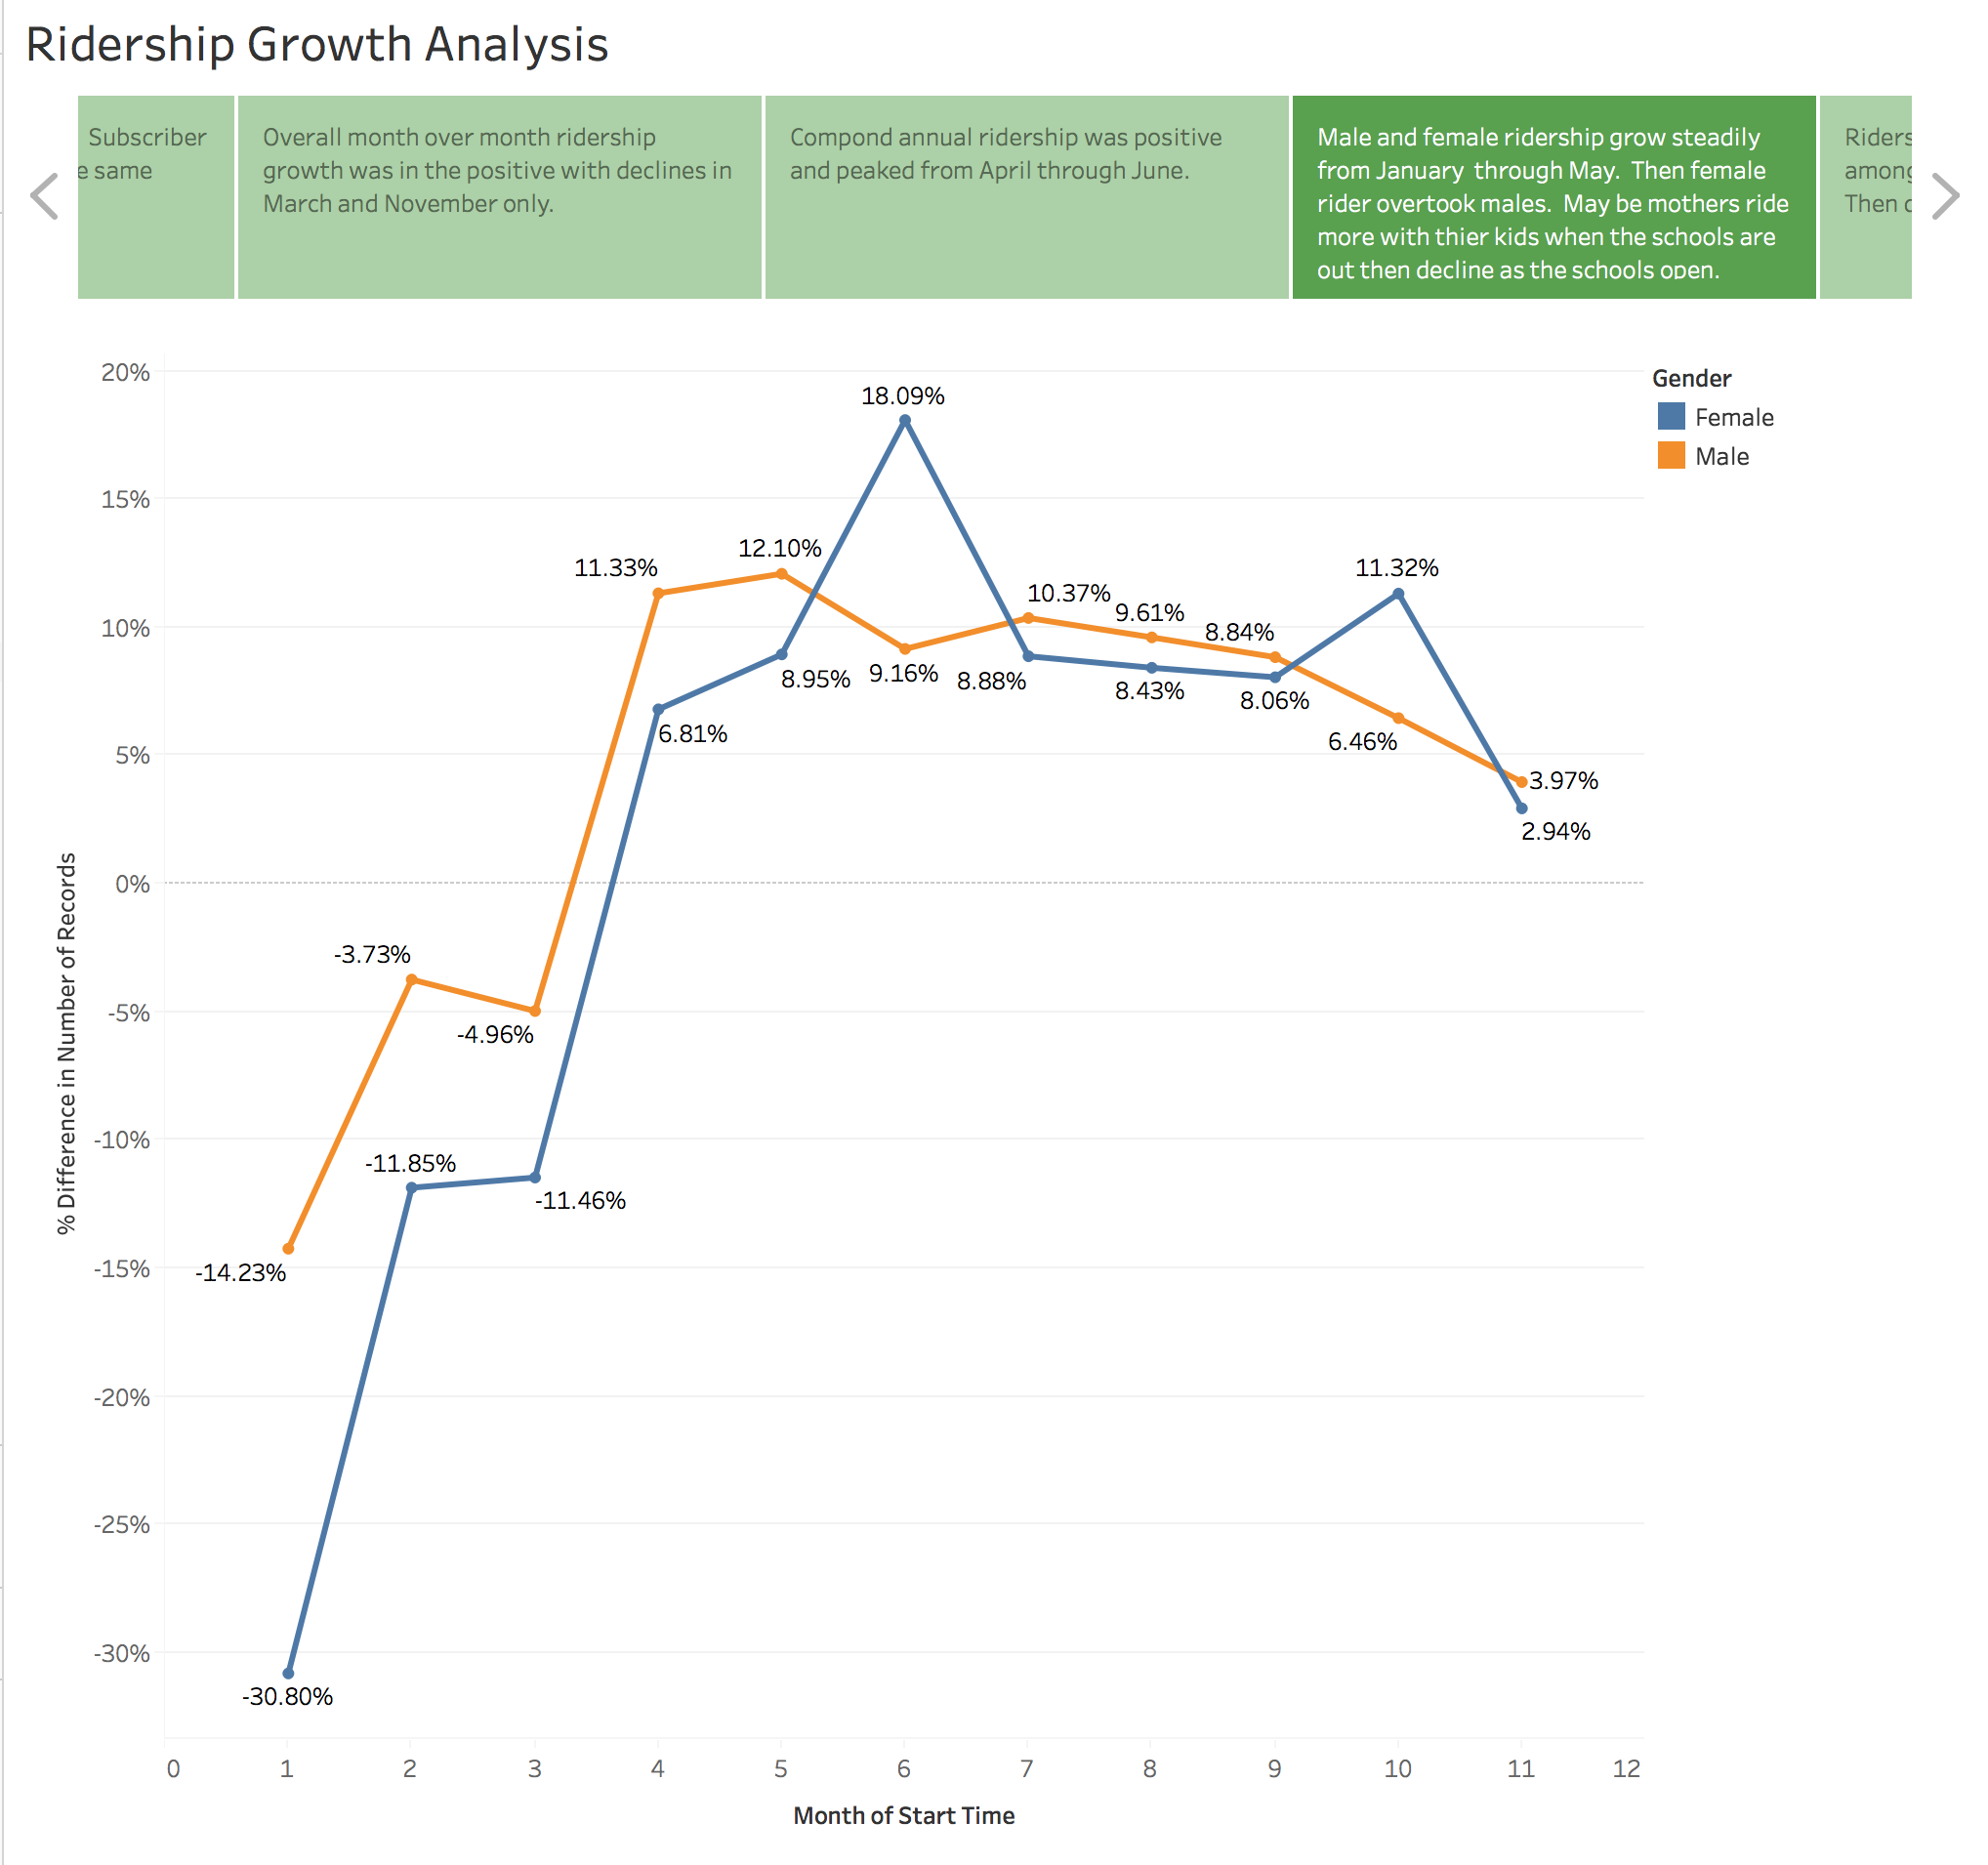 Ridership Growth Analysis
Subscriber
e same
Overall month over month ridership
growth was in the positive with declines in
March and November only.
Compond annual ridership was positive
and peaked from April through June.
Male and female ridership grow steadily
from January  through May.  Then female
rider overtook males.  May be mothers ride
more with thier kids when the schools are
out then decline as the schools open.
Riders
among
Then
Gender
Female
Male
% Difference in Number of Records
20%
15%
10%
5%
0%
-5%
-10%
-15%
-20%
-25%
-30%
18.09%
12.10%
11.33%
11.32%
10.37%
9.61%
8.84%
8.95%
9.16%
8.88%
8.43%
8.06%
6.81%
6.46%
3.97%
2.94%
-3.73%
-4.96%
-11.85%
-11.46%
-14.23%
-30.80%
0
1
2
3
4
5
6
7
8
9
10
11
12
Month of Start Time